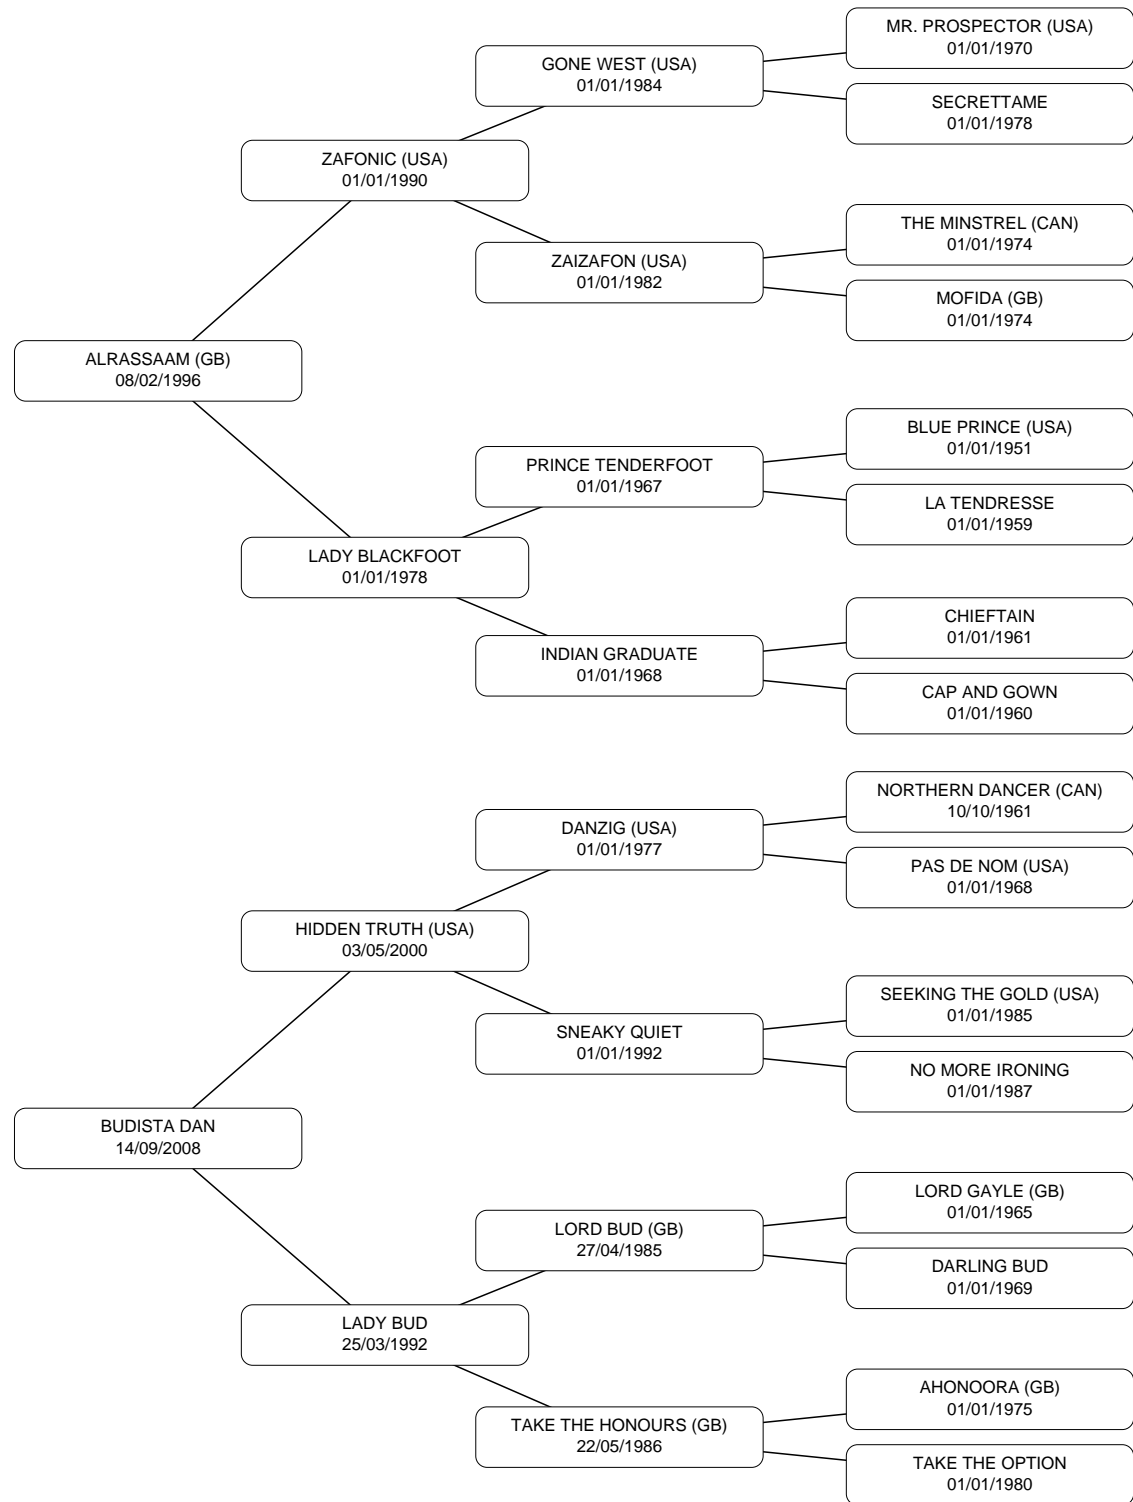 MR. PROSPECTOR (USA)
01/01/1970
GONE WEST (USA)
01/01/1984
SECRETTAME
01/01/1978
ZAFONIC (USA)
01/01/1990
THE MINSTREL (CAN)
01/01/1974
ZAIZAFON (USA)
01/01/1982
MOFIDA (GB)
01/01/1974
ALRASSAAM (GB)
08/02/1996
BLUE PRINCE (USA)
01/01/1951
PRINCE TENDERFOOT
01/01/1967
LA TENDRESSE
01/01/1959
LADY BLACKFOOT
01/01/1978
CHIEFTAIN
01/01/1961
INDIAN GRADUATE
01/01/1968
CAP AND GOWN
01/01/1960
NORTHERN DANCER (CAN)
10/10/1961
DANZIG (USA)
01/01/1977
PAS DE NOM (USA)
01/01/1968
HIDDEN TRUTH (USA)
03/05/2000
SEEKING THE GOLD (USA)
01/01/1985
SNEAKY QUIET
01/01/1992
NO MORE IRONING
01/01/1987
BUDISTA DAN
14/09/2008
LORD GAYLE (GB)
01/01/1965
LORD BUD (GB)
27/04/1985
DARLING BUD
01/01/1969
LADY BUD
25/03/1992
AHONOORA (GB)
01/01/1975
TAKE THE HONOURS (GB)
22/05/1986
TAKE THE OPTION
01/01/1980